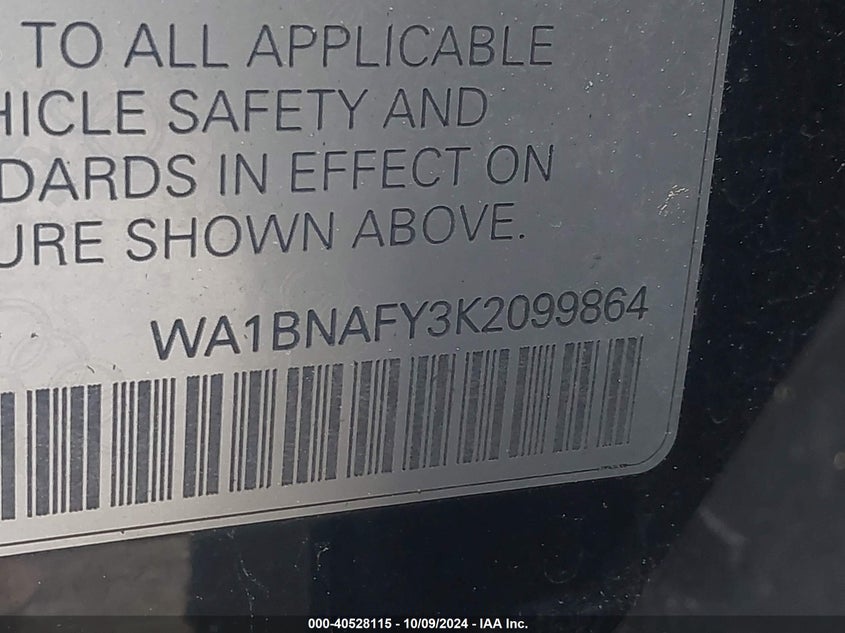 TO ALL APPLICABLE
HICLE SAFETY AND
DARDS IN EFFECT ON
URE SHOWN ABOVE.
WA1BNAFY3K2099864
000-40528115 - 10/09/2024 - IAA Inc.